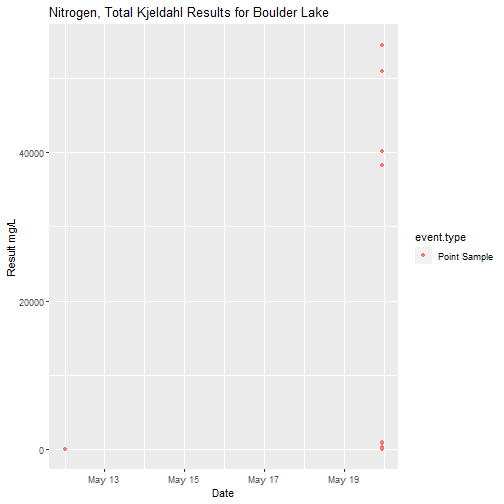 Nitrogen, Total Kjeldahl Results for Boulder Lake
Result mg/L
40000
20000
0
May 13
May 15
May 17
May 19
Date
event.type
Point Sample